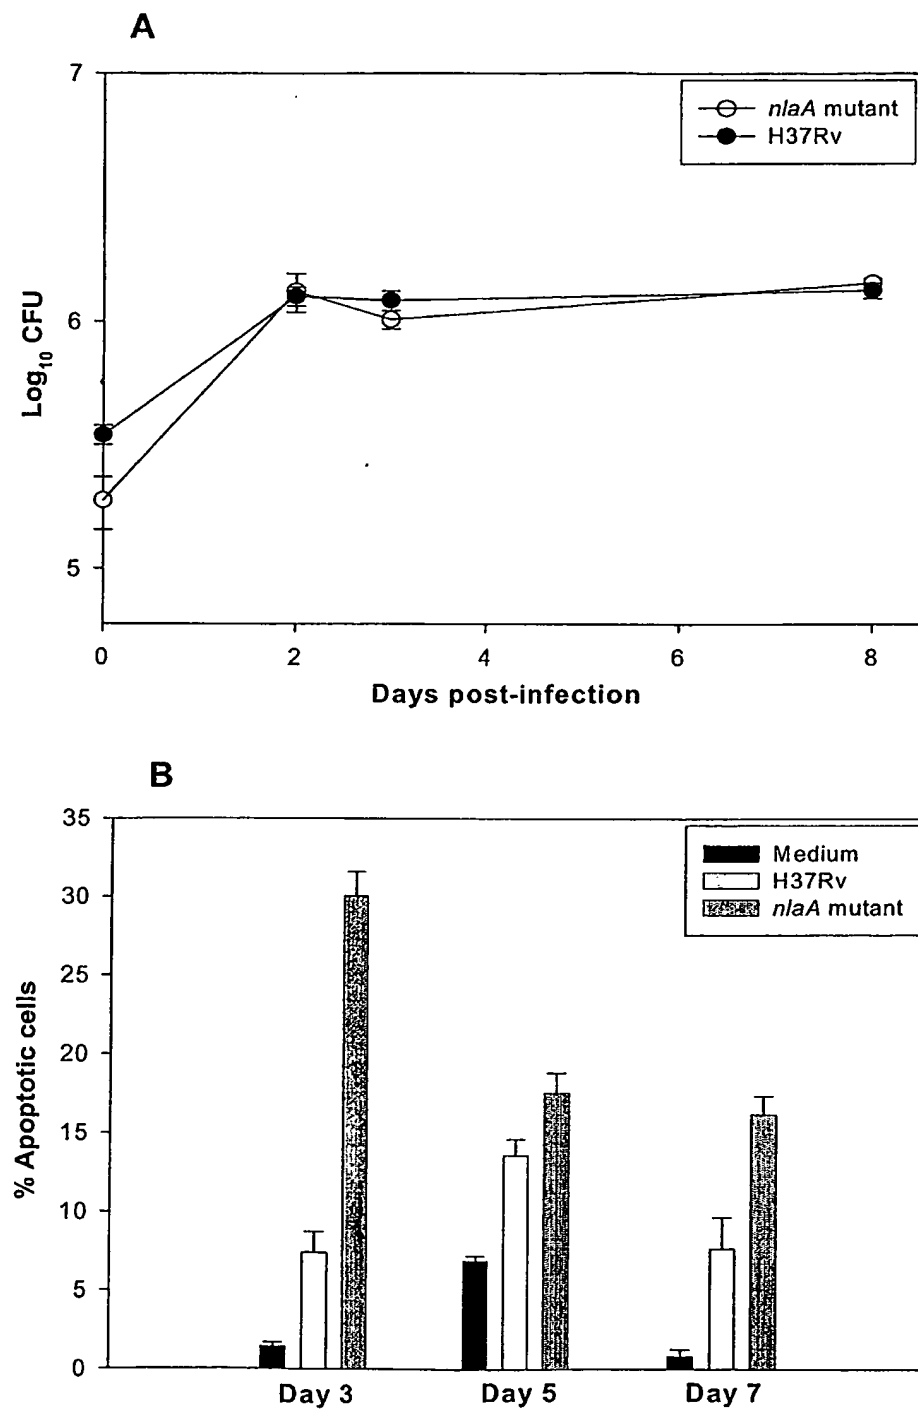 A
7
nlaA mutant
H37Rv
6
Log10 CFU
5
0 2 4 6 8
Days post-infection
B
35
Medium
H37Rv
nlaA mutant
30
25
20
15
10
5
0
% Apoptotic cells
Day 3 Day 5 Day 7